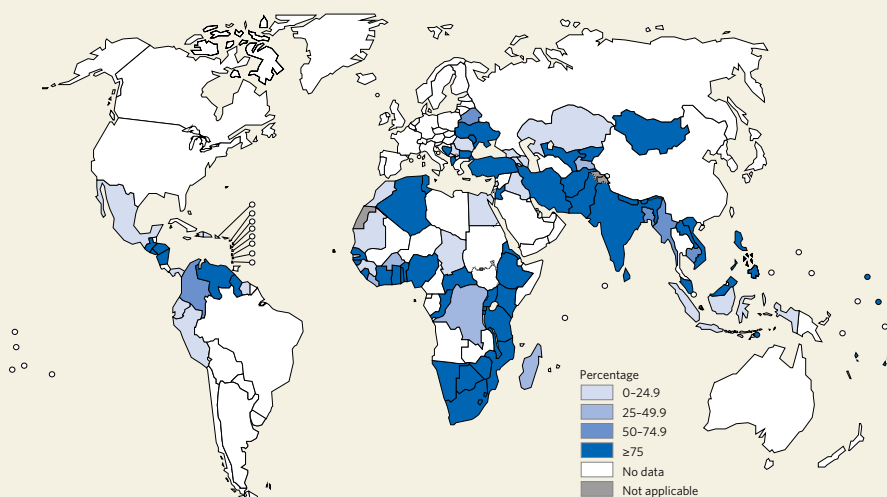 Percentage
0–24.9
25–49.9
50–74.9
≥75
No data
Not applicable